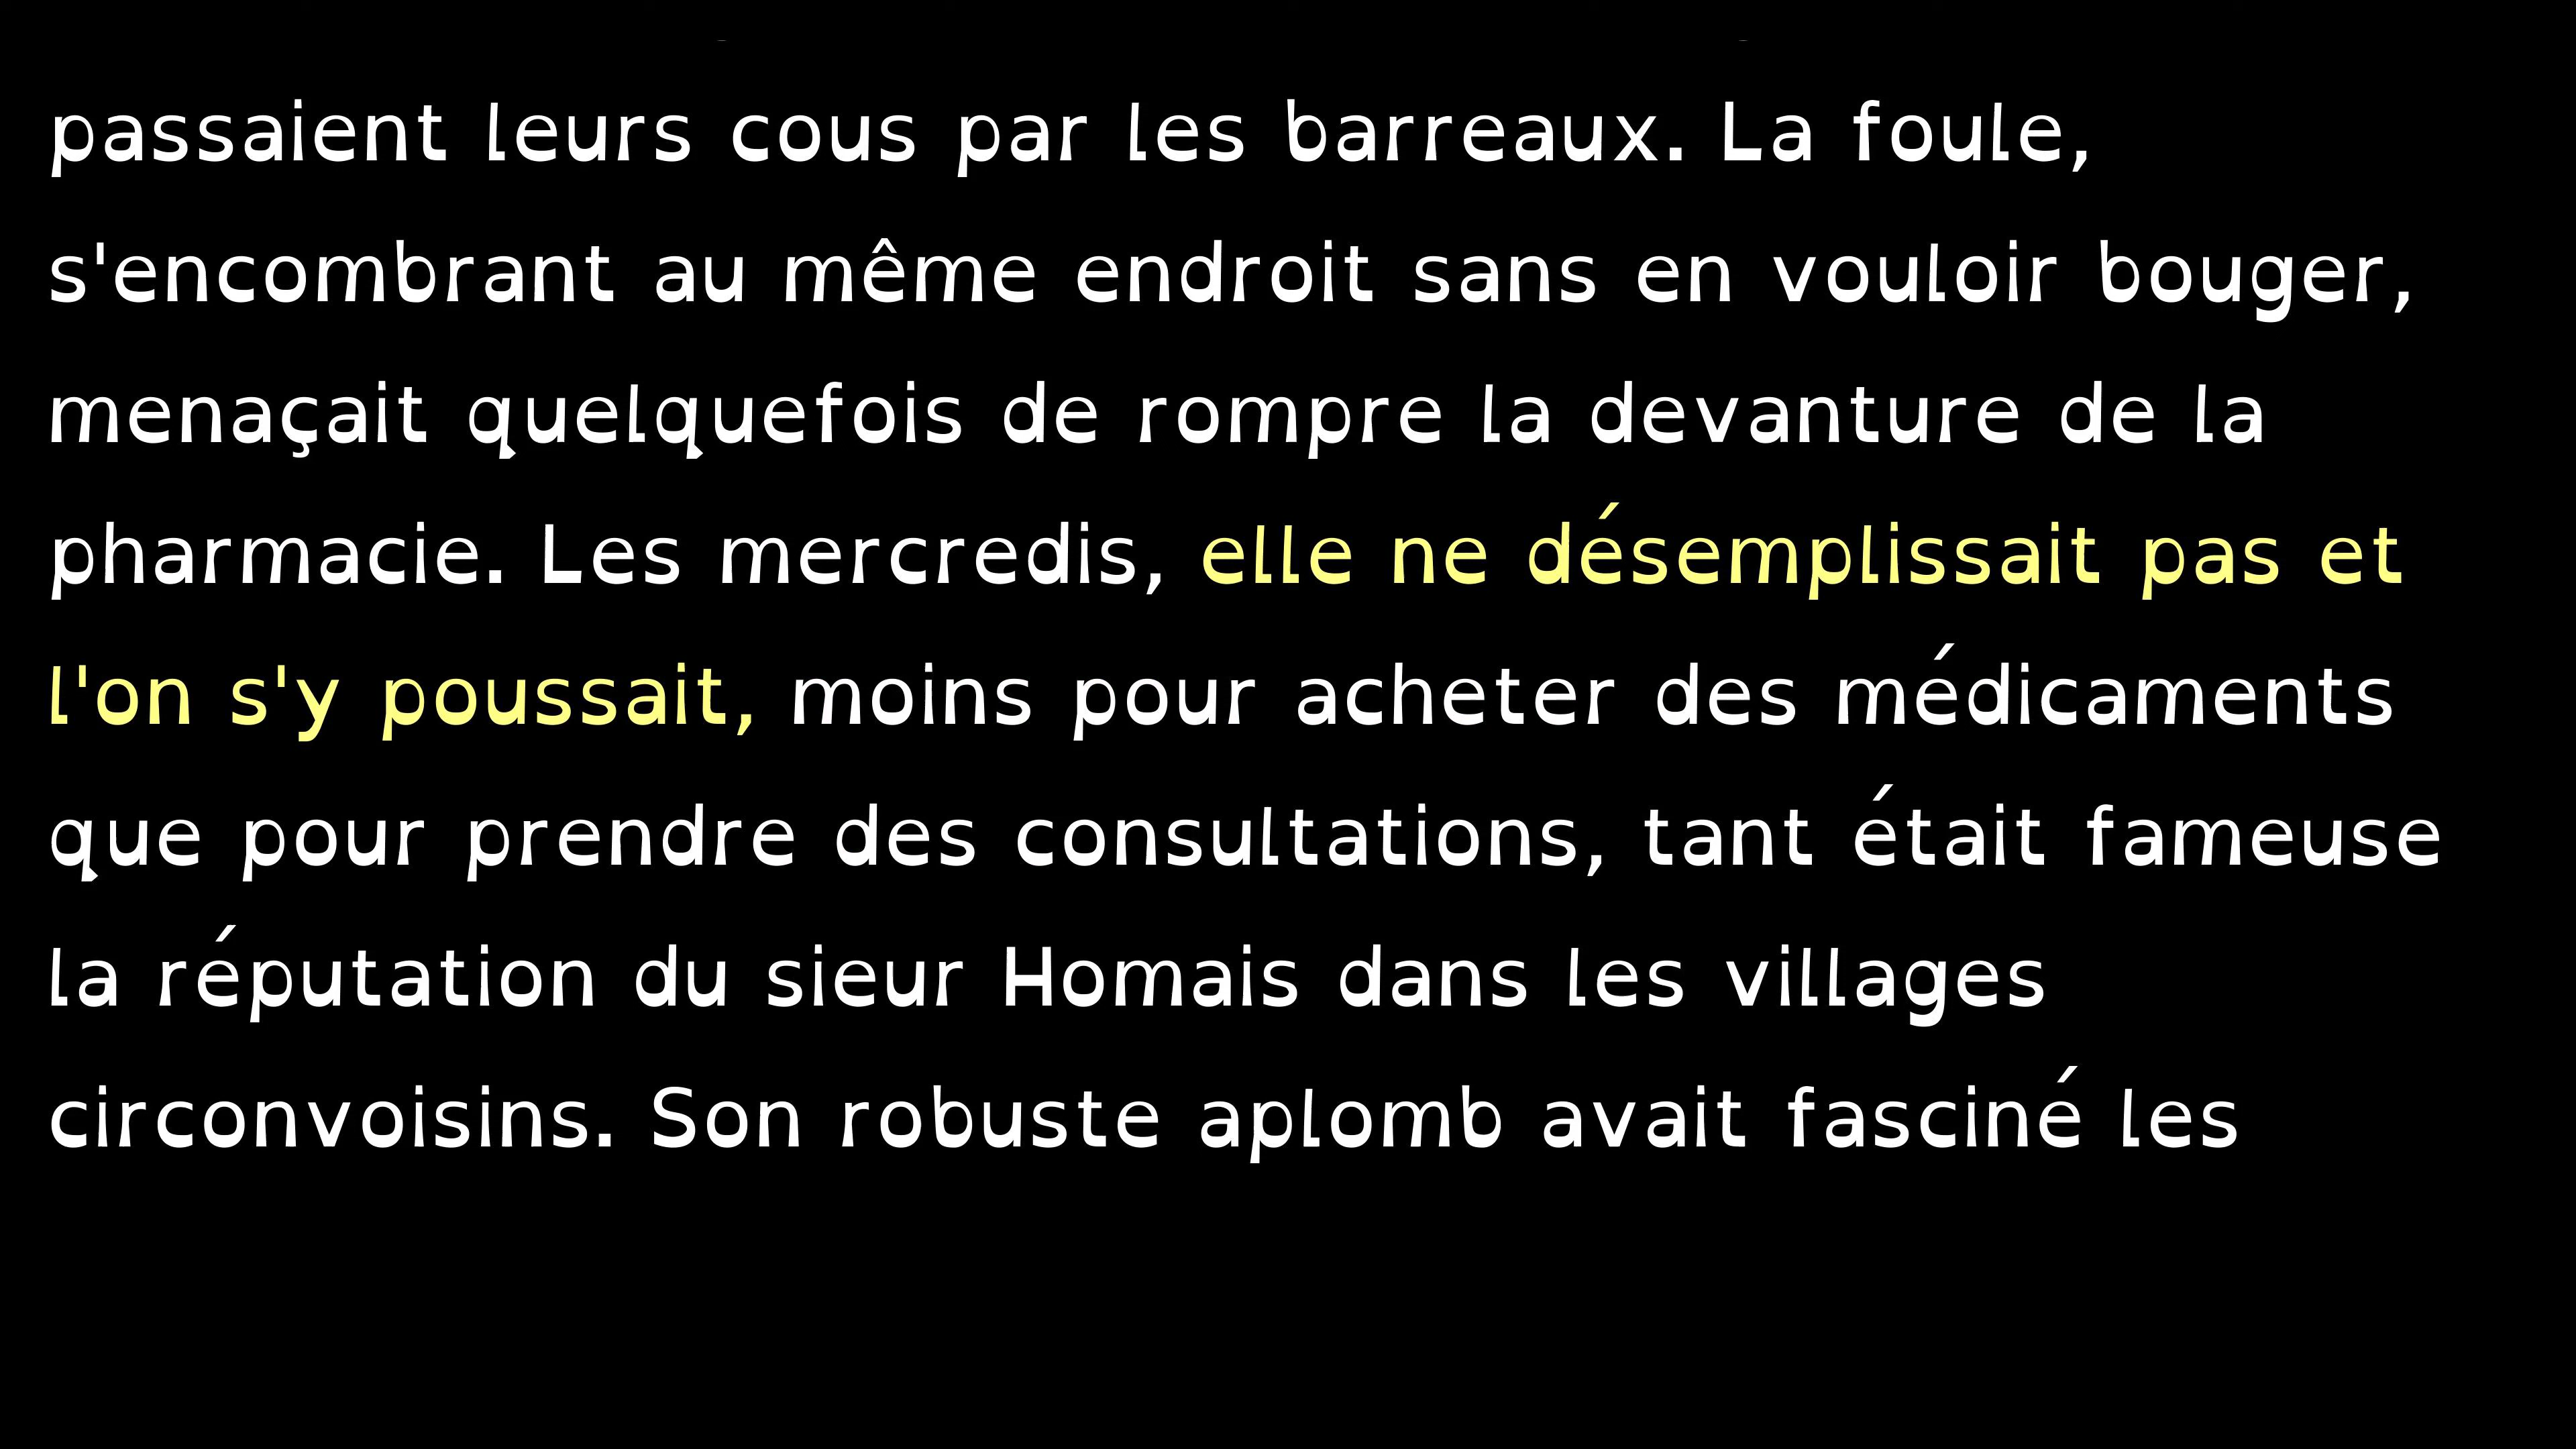 passaient leurs cous par les barreaux. La foule,
s'encombrant au même endroit sans en vouloir bouger,
menaçait quelquefois de rompre la devanture de la
pharmacie. Les mercredis, elle ne désemplissait pas et
l'on s'y poussait, moins pour acheter des médicaments
que pour prendre des consultations, tant était fameuse
la réputation du sieur Homais dans les villages
circonvoisins. Son robuste aplomb avait fasciné les